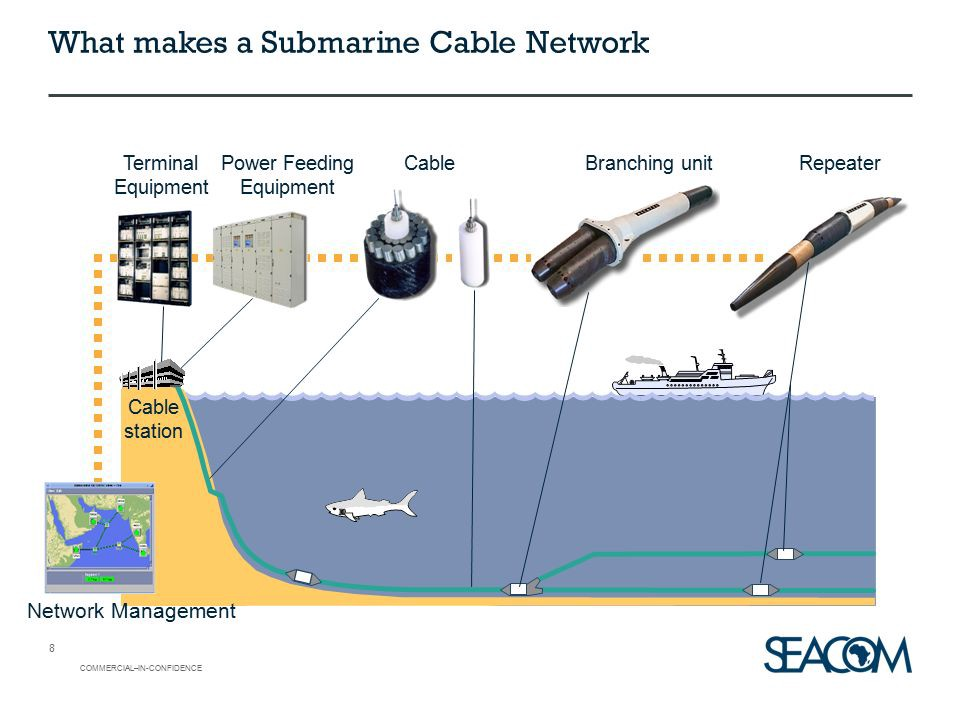 What makes a Submarine Cable Network
Terminal
Equipment
Power Feeding
Equipment
Cable
Branching unit
Repeater
Cable
station
Network Management
8
COMMERCIAL–IN-CONFIDENCE
SEACOM